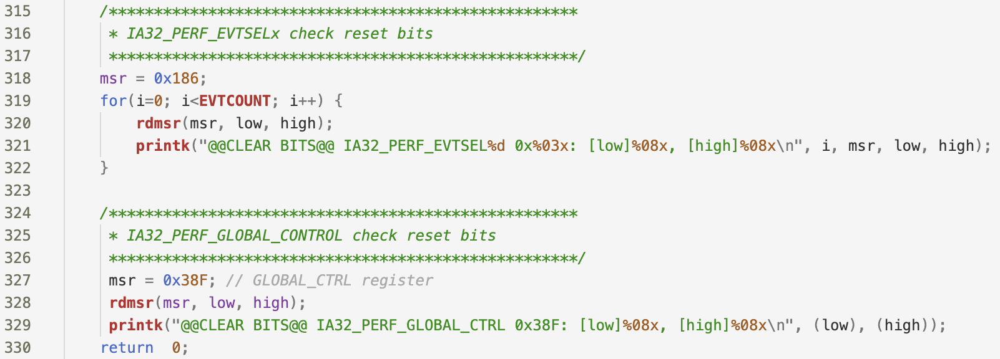 315 /****************************************************
316 * IA32_PERF_EVTSELx check reset bits
317 ****************************************************/
318 msr = 0x186;
319 for(i=0; i<EVTCOUNT; i++) {
320 rdmsr(msr, low, high);
321 printk("@@CLEAR BITS@@ IA32_PERF_EVTSEL%d 0x%03x: [low]%08x, [high]%08x\n", i, msr, low, high);
322 }
323
324 /****************************************************
325 * IA32_PERF_GLOBAL_CONTROL check reset bits
326 ****************************************************/
327 msr = 0x38F; // GLOBAL_CTRL register
328 rdmsr(msr, low, high);
329 printk("@@CLEAR BITS@@ IA32_PERF_GLOBAL_CTRL 0x38F: [low]%08x, [high]%08x\n", (low), (high));
330 return 0;